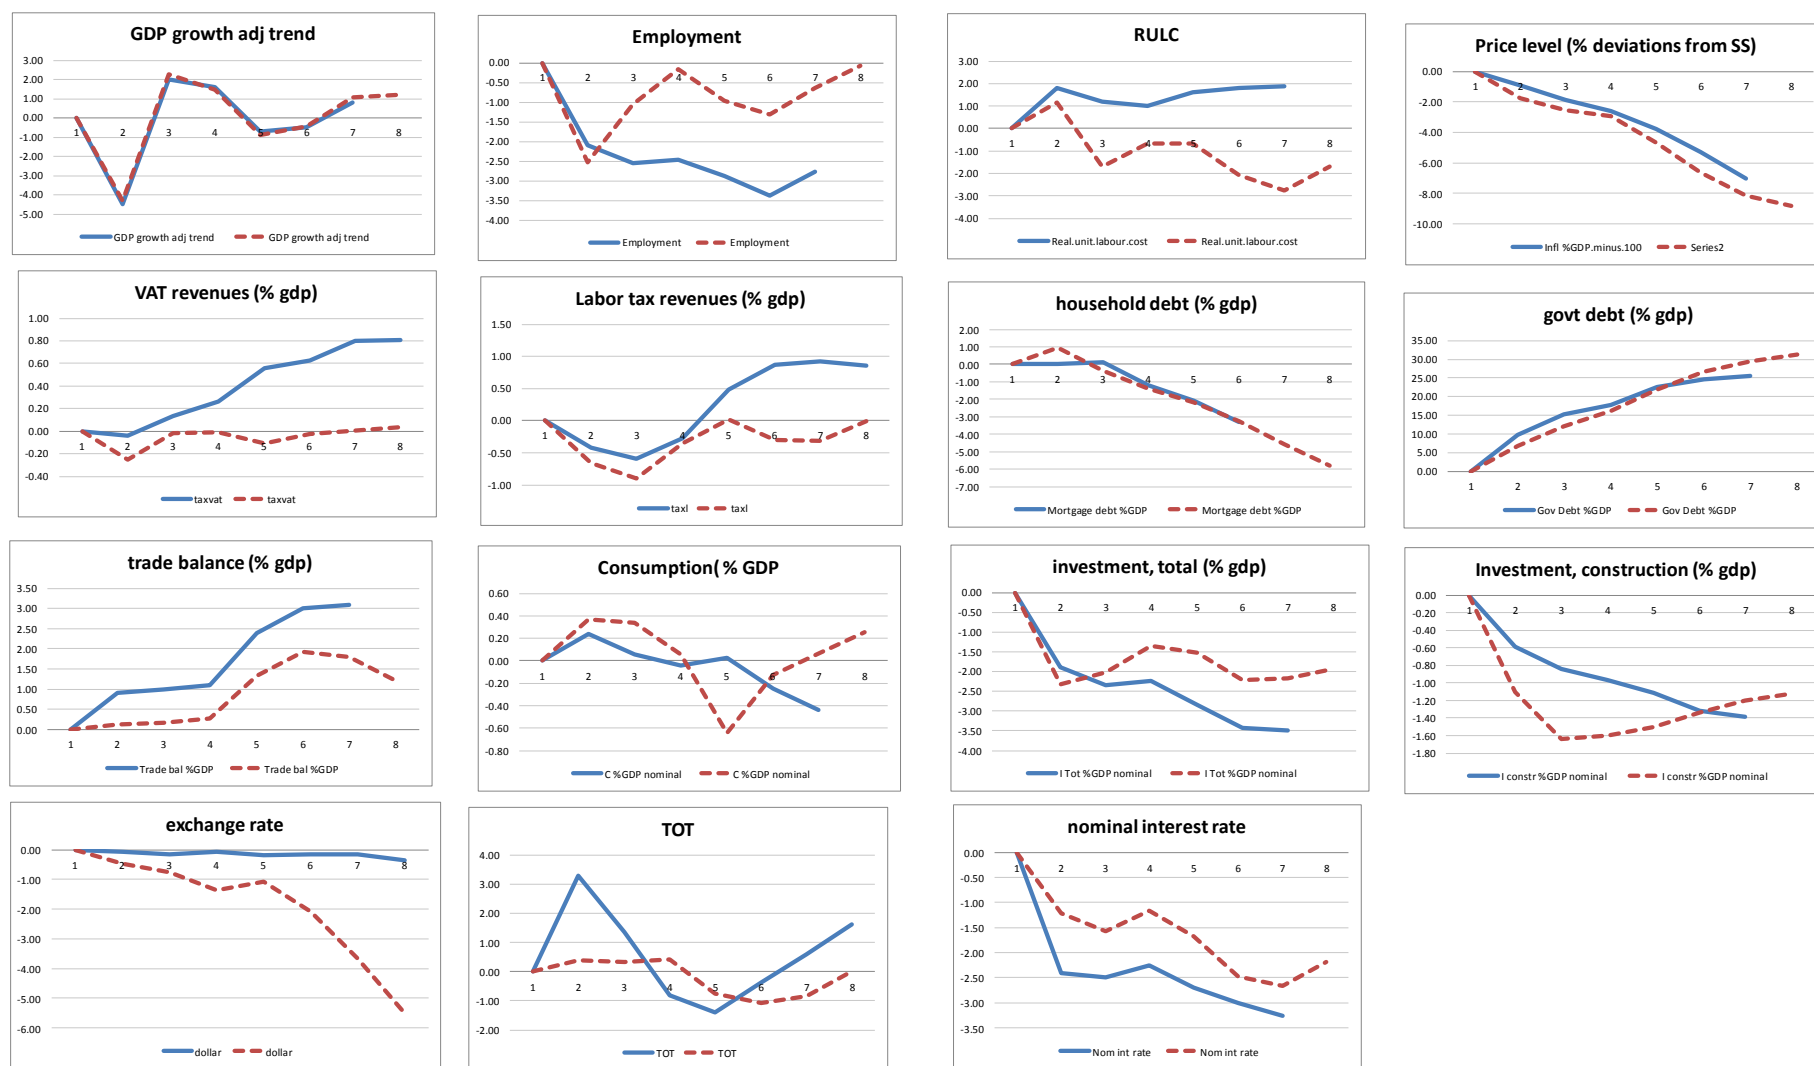 GDP growth adj trend
3.00
2.00
1.00
0.00
-1.00
-2.00
-3.00
-4.00
-5.00
1 2 3 4 5 6 7 8
GDP growth adj trend GDP growth adj trend
Employment
0.00
-0.50
-1.00
-1.50
-2.00
-2.50
-3.00
-3.50
-4.00
1 2 3 4 5 6 7 8
Employment Employment
RULC
3.00
2.00
1.00
0.00
-1.00
-2.00
-3.00
-4.00
1 2 3 4 5 6 7 8
Real.unit.labour.cost Real.unit.labour.cost
Price level (% deviations from SS)
0.00
-2.00
-4.00
-6.00
-8.00
-10.00
1 2 3 4 5 6 7 8
Infl %GDP.minus.100 Series2
VAT revenues (% gdp)
1.00
0.80
0.60
0.40
0.20
0.00
-0.20
-0.40
1 2 3 4 5 6 7 8
taxvat taxvat
Labor tax revenues (% gdp)
1.50
1.00
0.50
0.00
-0.50
-1.00
1 2 3 4 5 6 7 8
taxl taxl
household debt (% gdp)
2.00
1.00
0.00
-1.00
-2.00
-3.00
-4.00
-5.00
-6.00
-7.00
1 2 3 4 5 6 7 8
Mortgage debt %GDP Mortgage debt %GDP
govt debt (% gdp)
35.00
30.00
25.00
20.00
15.00
10.00
5.00
0.00
1 2 3 4 5 6 7 8
Gov Debt %GDP Gov Debt %GDP
trade balance (% gdp)
3.50
3.00
2.50
2.00
1.50
1.00
0.50
0.00
1 2 3 4 5 6 7 8
Trade bal %GDP Trade bal %GDP
Consumption( % GDP
0.60
0.40
0.20
0.00
-0.20
-0.40
-0.60
-0.80
1 2 3 4 5 6 7 8
C %GDP nominal C %GDP nominal
investment, total (% gdp)
0.00
-0.50
-1.00
-1.50
-2.00
-2.50
-3.00
-3.50
-4.00
1 2 3 4 5 6 7 8
I Tot %GDP nominal I Tot %GDP nominal
Investment, construction (% gdp)
0.00
-0.20
-0.40
-0.60
-0.80
-1.00
-1.20
-1.40
-1.60
-1.80
1 2 3 4 5 6 7 8
I constr %GDP nominal I constr %GDP nominal
exchange rate
0.00
-1.00
-2.00
-3.00
-4.00
-5.00
-6.00
1 2 3 4 5 6 7 8
dollar dollar
TOT
4.00
3.00
2.00
1.00
0.00
-1.00
-2.00
1 2 3 4 5 6 7 8
TOT TOT
nominal interest rate
0.00
-0.50
-1.00
-1.50
-2.00
-2.50
-3.00
-3.50
1 2 3 4 5 6 7 8
Nom int rate Nom int rate